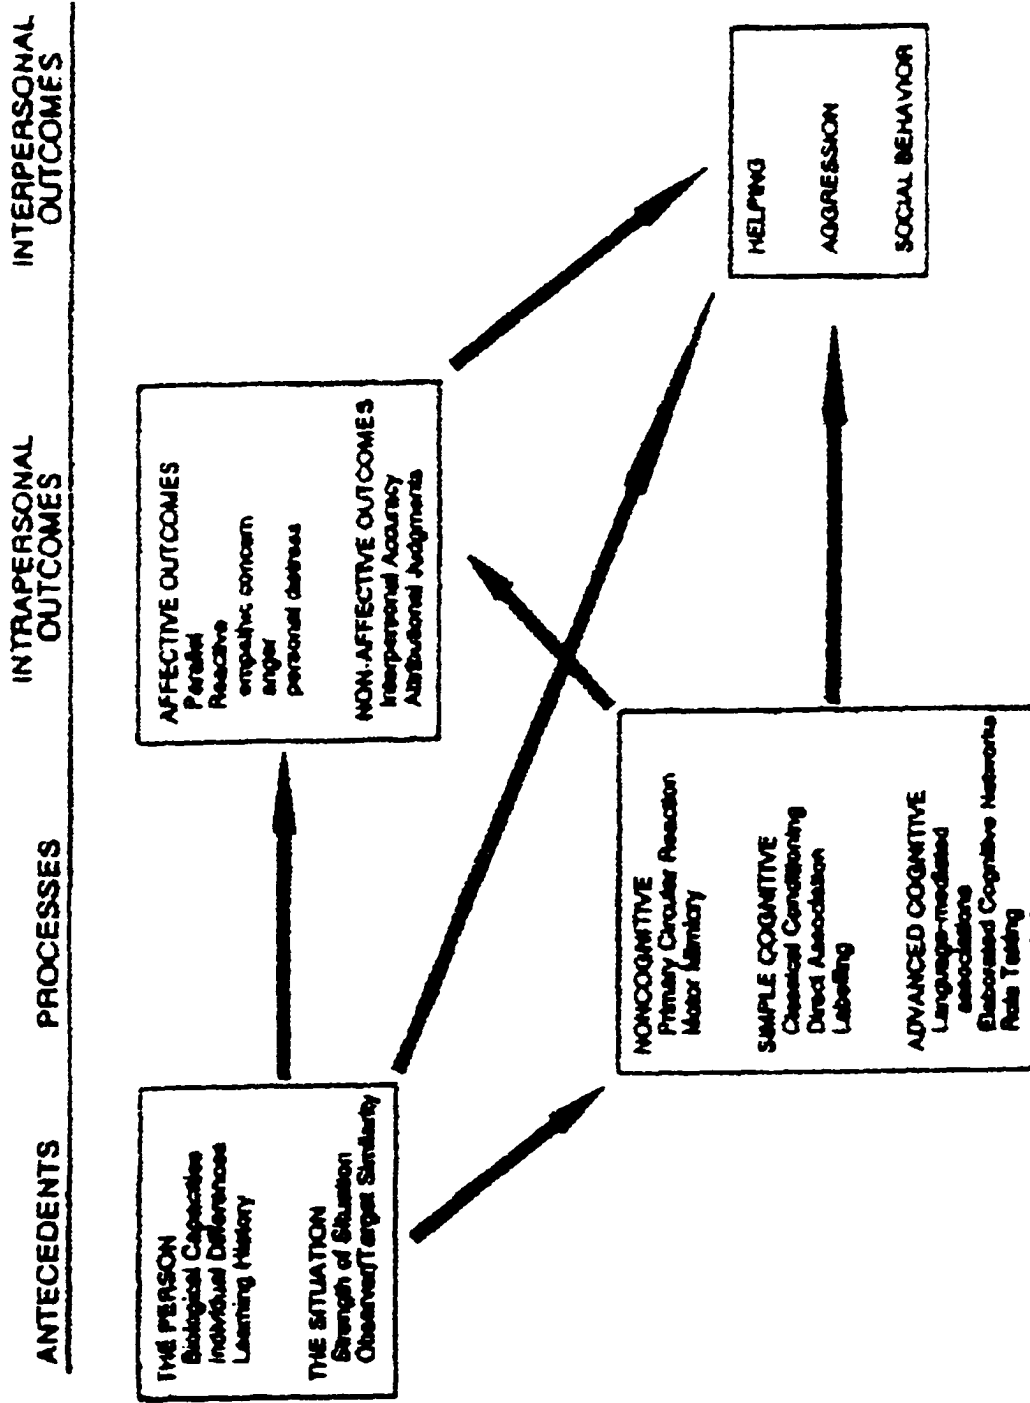 ANTECEDENTS
PROCESSES
INTRAPERSONAL
OUTCOMES
INTERPERSONAL
OUTCOMES
THE PERSON
Biological Capacities
Individual Differences
Learning History
THE SITUATION
Strength of Situation
Observer/Target Similarity
NONCOGNITIVE
Primary Circular Reaction
Motor Mimicry
SIMPLE COGNITIVE
Classical Conditioning
Direct Association
Labelling
ADVANCED COGNITIVE
Language-mediated
associations
Elaborated Cognitive Networks
Role Taking
AFFECTIVE OUTCOMES
Parallel
Reactive
empathic concern
anger
personal distress
NON-AFFECTIVE OUTCOMES
Interpersonal Accuracy
Attributional Judgments
HELPING
AGGRESSION
SOCIAL BEHAVIOR